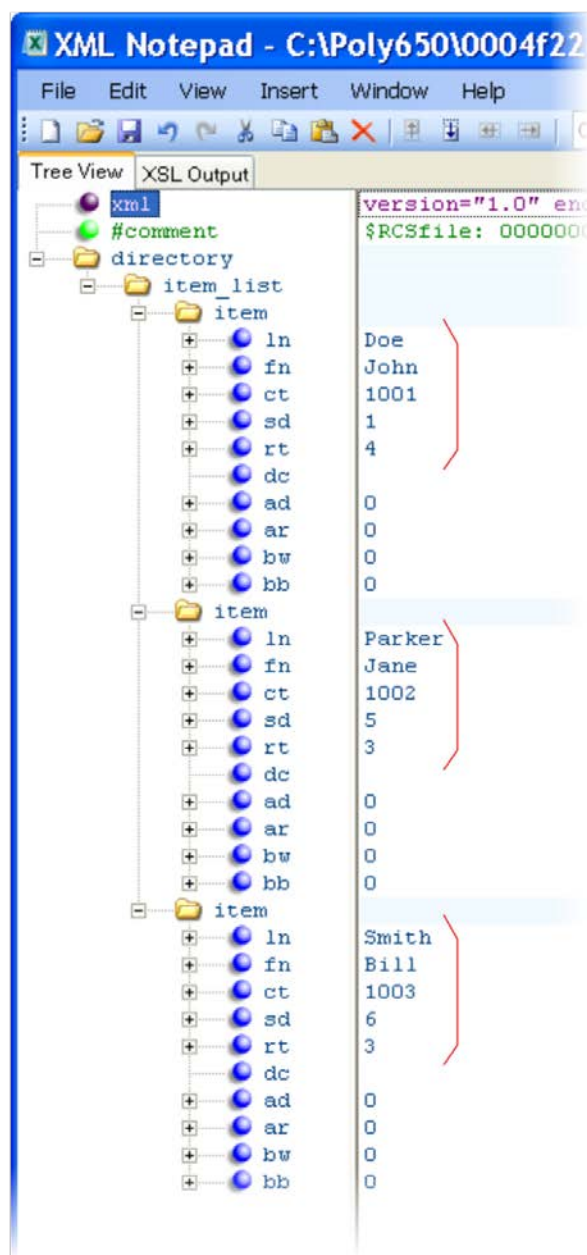 XML Notepad - C:\Poly650\0004f22
File Edit View Insert Window Help
Tree View XSL Output
xml version="1.0"
#comment $RCSfile:
directory
item_list
item
ln Doe
fn John
ct 1001
sd 1
rt 4
dc
ad 0
ar 0
bw 0
bb 0
item
ln Parker
fn Jane
ct 1002
sd 5
rt 3
dc
ad 0
ar 0
bw 0
bb 0
item
ln Smith
fn Bill
ct 1003
sd 6
rt 3
dc
ad 0
ar 0
bw 0
bb 0